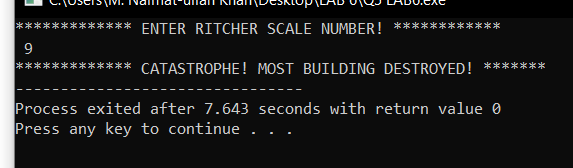 C:\Users\M. Naimat-ullah Khan\Desktop\LAB 6\Q5 LAB6.exe
************* ENTER RITCHER SCALE NUMBER! ************
9
************* CATASTROPHE! MOST BUILDING DESTROYED! *******
--------------------------------
Process exited after 7.643 seconds with return value 0
Press any key to continue . . .